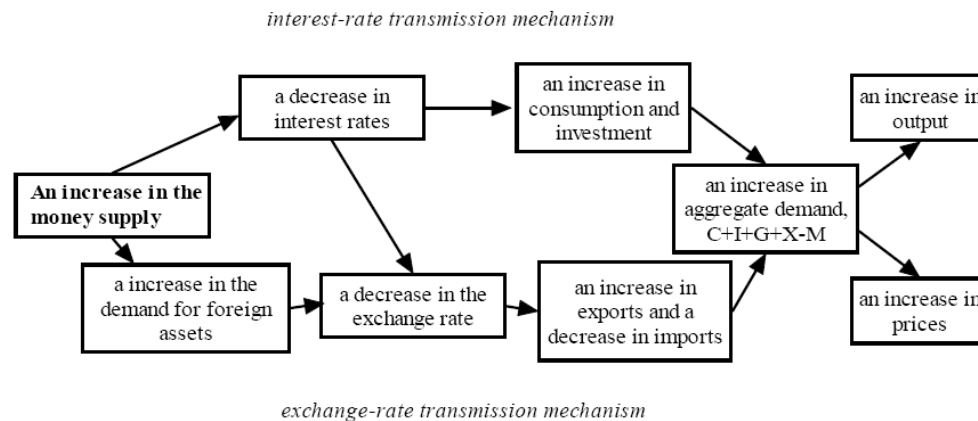 interest-rate transmission mechanism
a decrease in
interest rates
an increase in
consumption and
investment
an increase in
output
An increase in the
money supply
an increase in
aggregate demand,
C+I+G+X-M
a increase in the
demand for foreign
assets
a decrease in the
exchange rate
an increase in
exports and a
decrease in imports
an increase in
prices
exchange-rate transmission mechanism